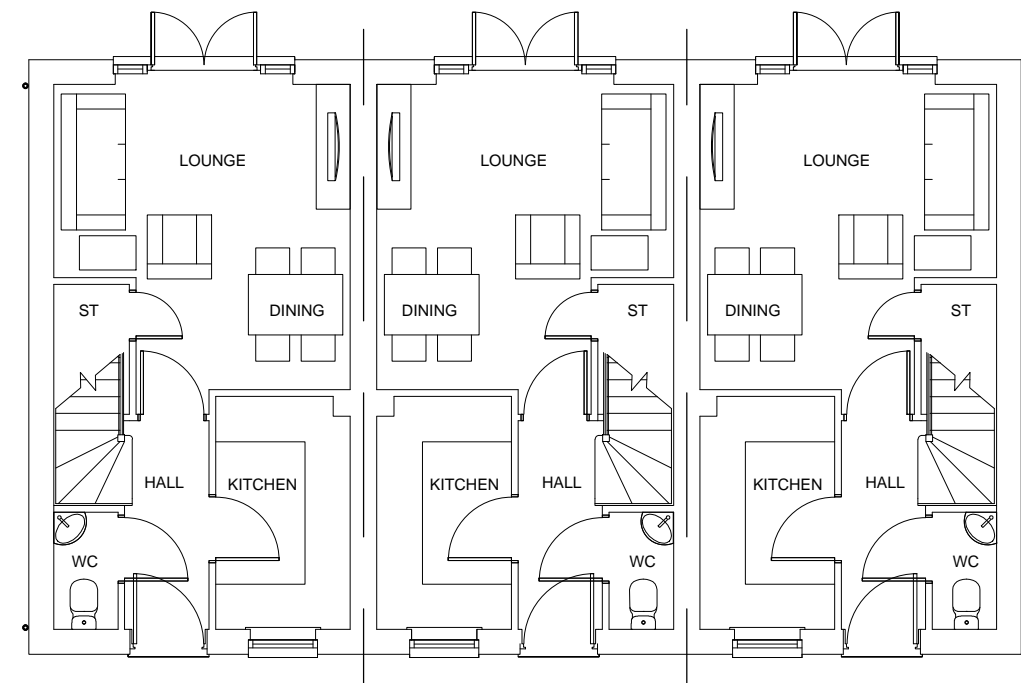 LOUNGE LOUNGE LOUNGE
ST DINING DINING ST DINING ST
HALL KITCHEN KITCHEN HALL KITCHEN HALL
WC WC WC